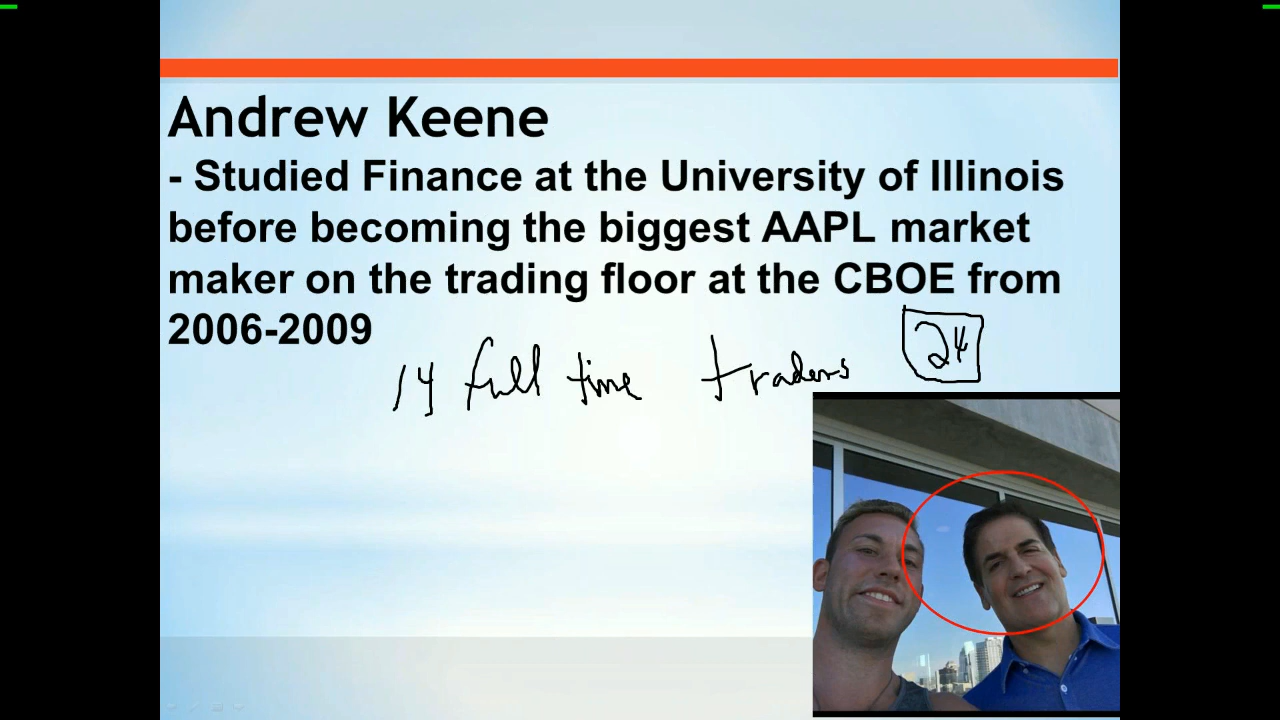 Andrew Keene
- Studied Finance at the University of Illinois
before becoming the biggest AAPL market
maker on the trading floor at the CBOE from
2006-2009
14 full time traders 24